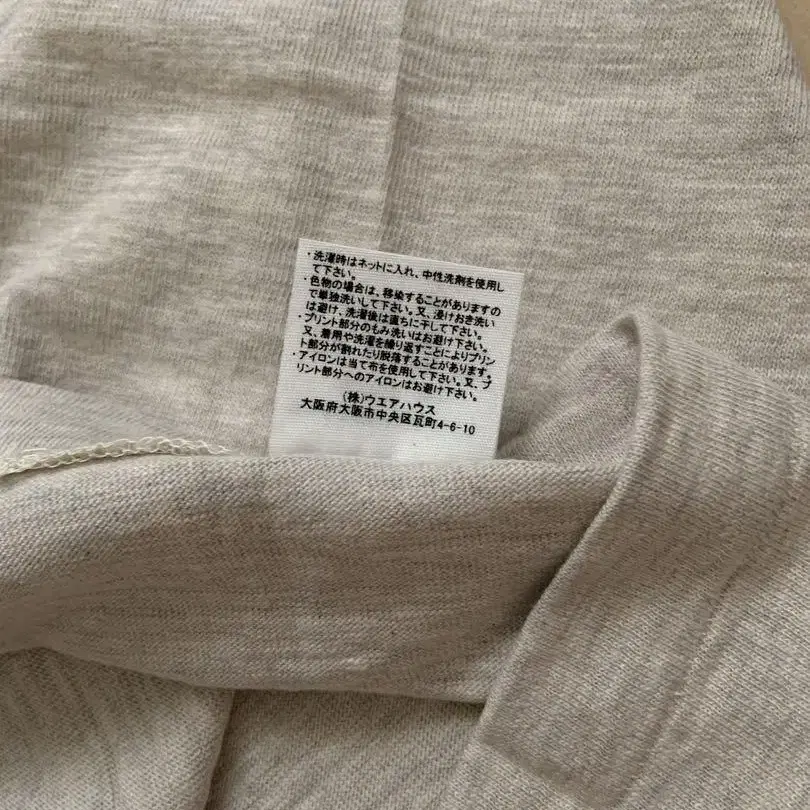 ・洗濯時はネットに入れ、中性洗剤を使用し
て下さい。
・色物の場合は、移染することがありますの
で単独洗いして下さい。又、浸けおき洗い
は避け、洗濯後は直ちに干して下さい。
・プリント部分のもみ洗いはお避け下さい。
又、着用や洗濯を繰り返すことによりプリン
ト部分が割れたり脱落することがあります。
・アイロンは当て布を使用して下さい。又、プ
リント部分へのアイロンはお避け下さい。
(株)ウエアハウス
大阪府大阪市中央区瓦町4-6-10